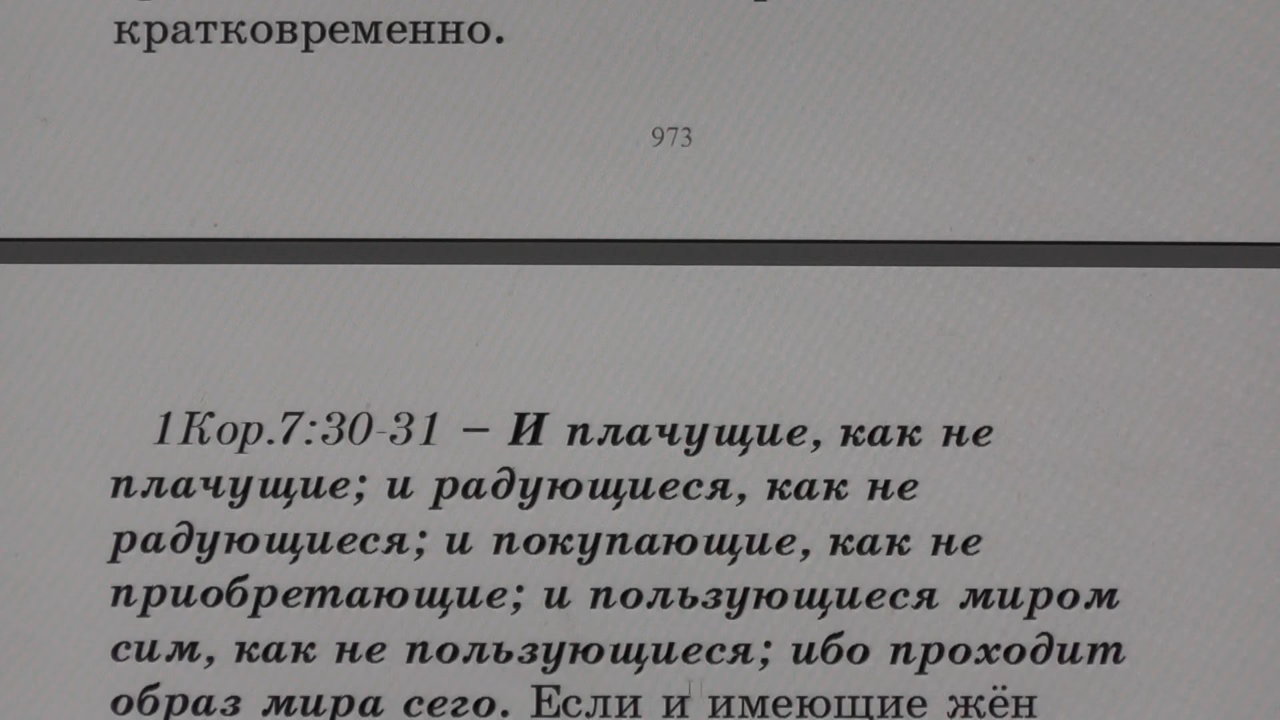 кратковременно.
973
1Кор.7:30-31 – И плачущие, как не
плачущие; и радующиеся, как не
радующиеся; и покупающие, как не
приобретающие; и пользующиеся миром
сим, как не пользующиеся; ибо проходит
образ мира сего. Если и имеющие жён